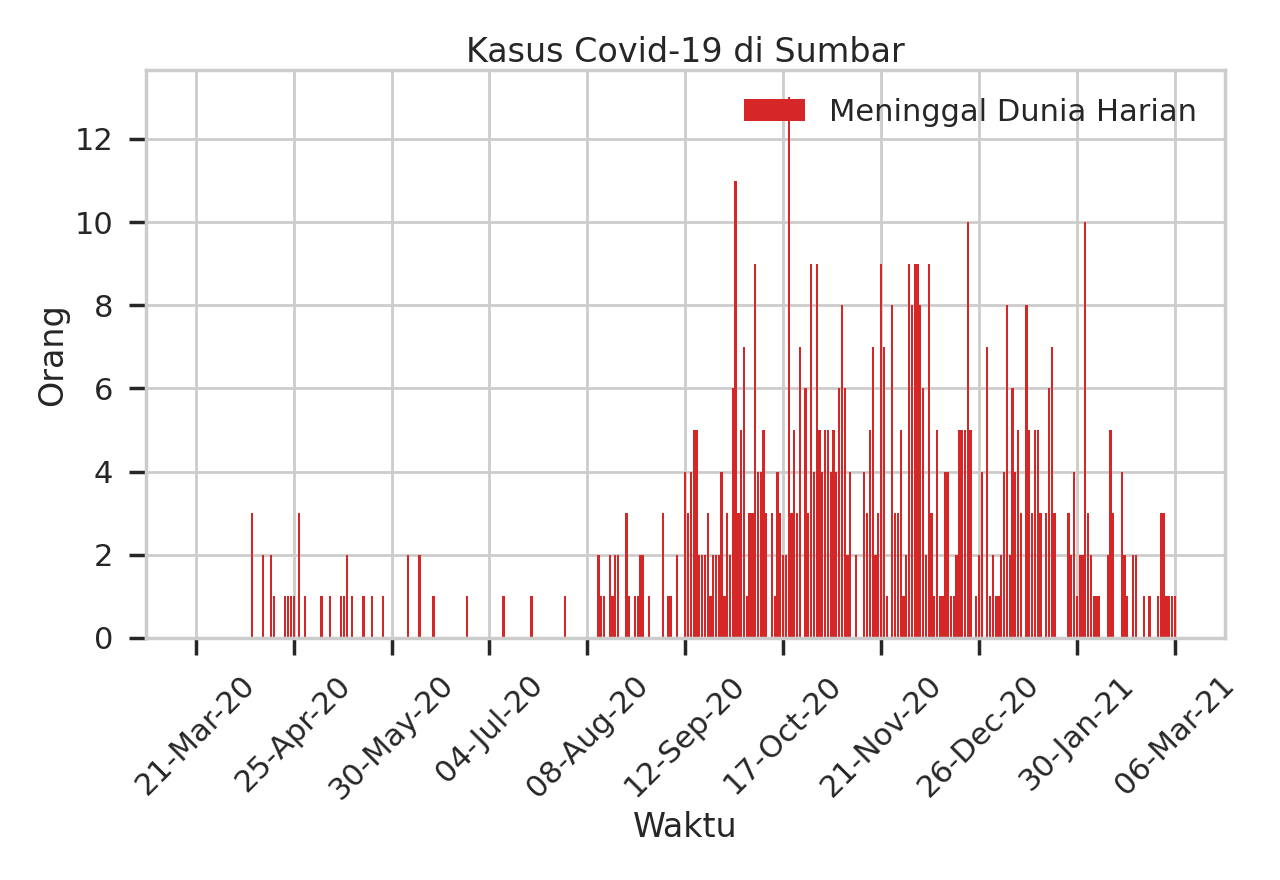 Kasus Covid-19 di Sumbar
Meninggal Dunia Harian
Orang
12
10
8
6
4
2
0
21-Mar-20
25-Apr-20
30-May-20
04-Jul-20
08-Aug-20
12-Sep-20
17-Oct-20
21-Nov-20
26-Dec-20
30-Jan-21
06-Mar-21
Waktu